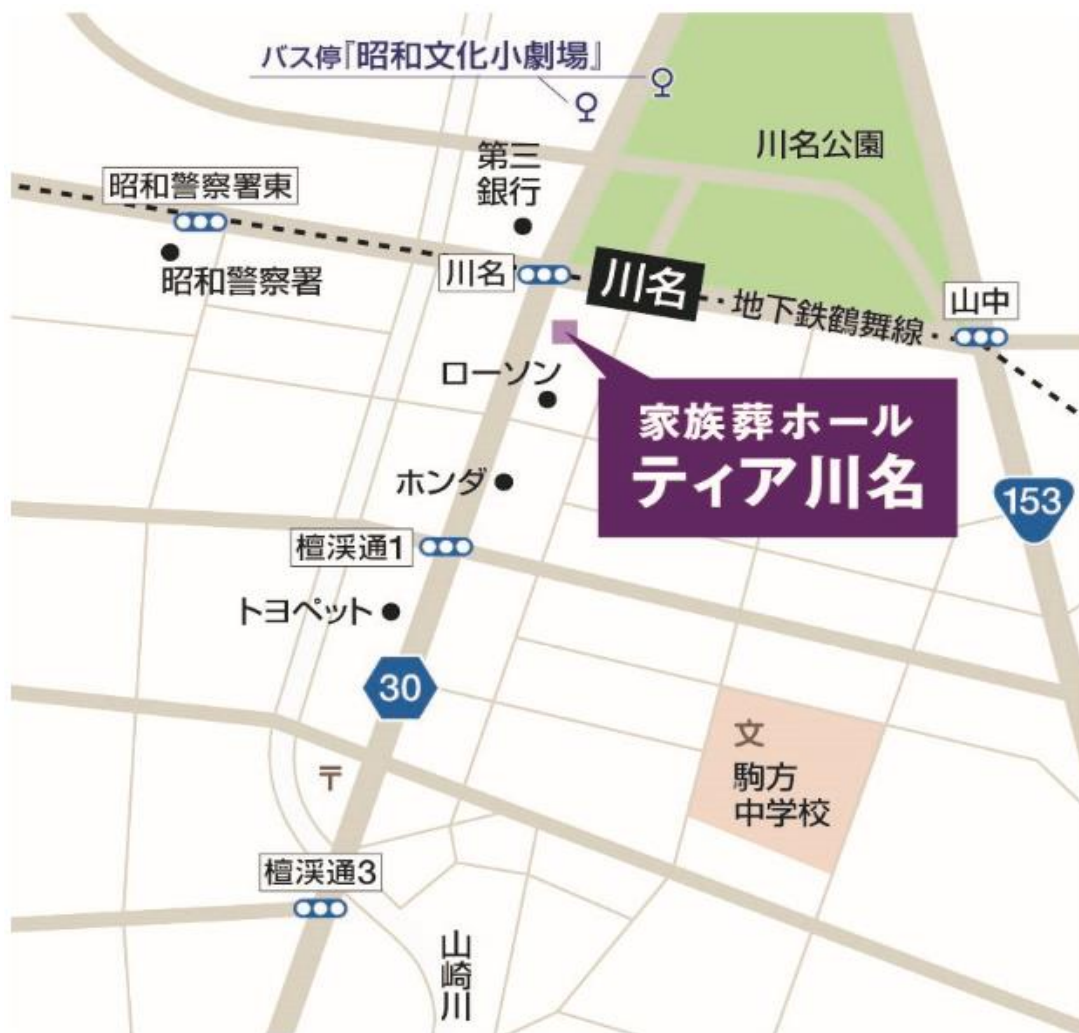 バス停『昭和文化小劇場』
川名公園
第三
銀行
昭和警察署東
昭和警察署
川名
川名
地下鉄鶴舞線
山中
ローソン
家族葬ホール
ティア川名
ホンダ
153
檀渓通1
トヨペット
30
文
駒方
中学校
〒
檀渓通3
山崎川